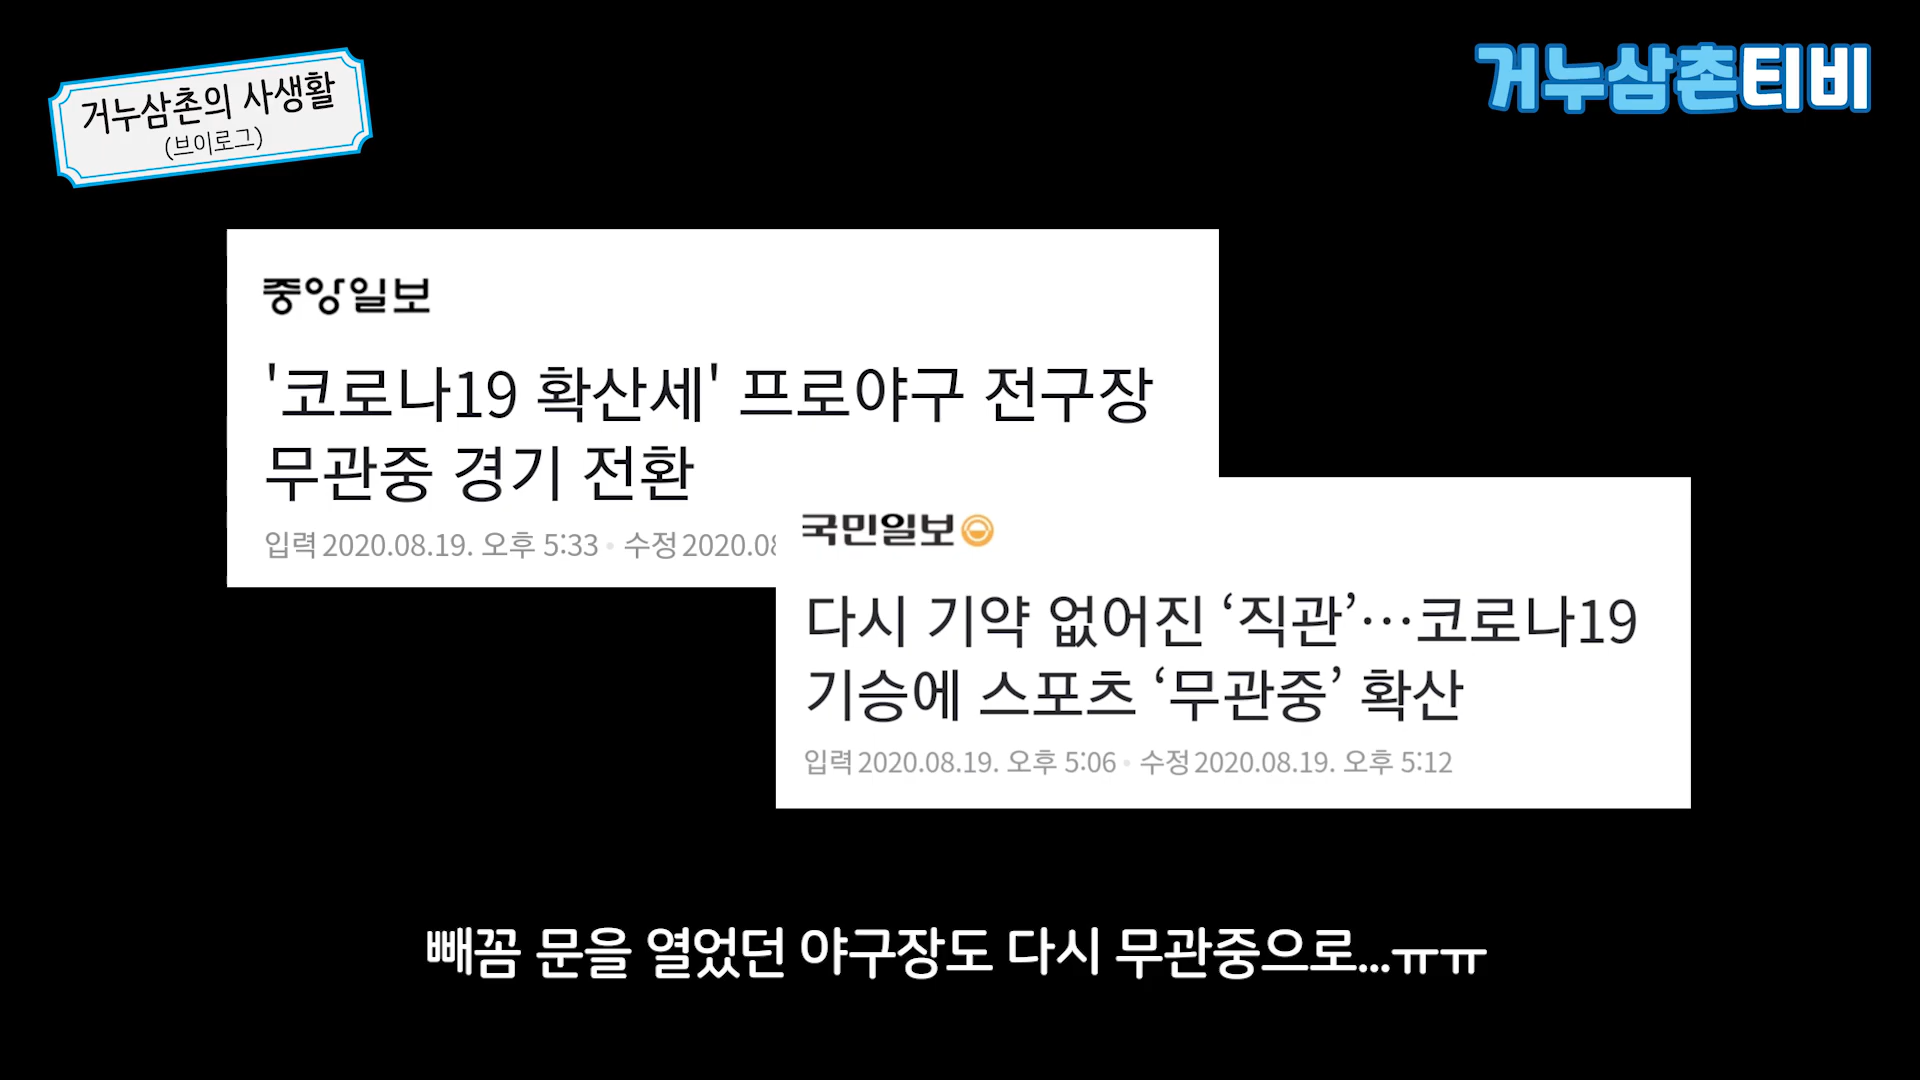 거누삼촌의 사생활
(브이로그)
거누삼촌티비
중앙일보
'코로나19 확산세' 프로야구 전구장
무관중 경기 전환
입력 2020.08.19. 오후 5:33 • 수정 2020.08
국민일보
다시 기약 없어진 ‘직관’…코로나19
기승에 스포츠 ‘무관중’ 확산
입력 2020.08.19. 오후 5:06 • 수정 2020.08.19. 오후 5:12
빼꼼 문을 열었던 야구장도 다시 무관중으로...ㅠㅠ